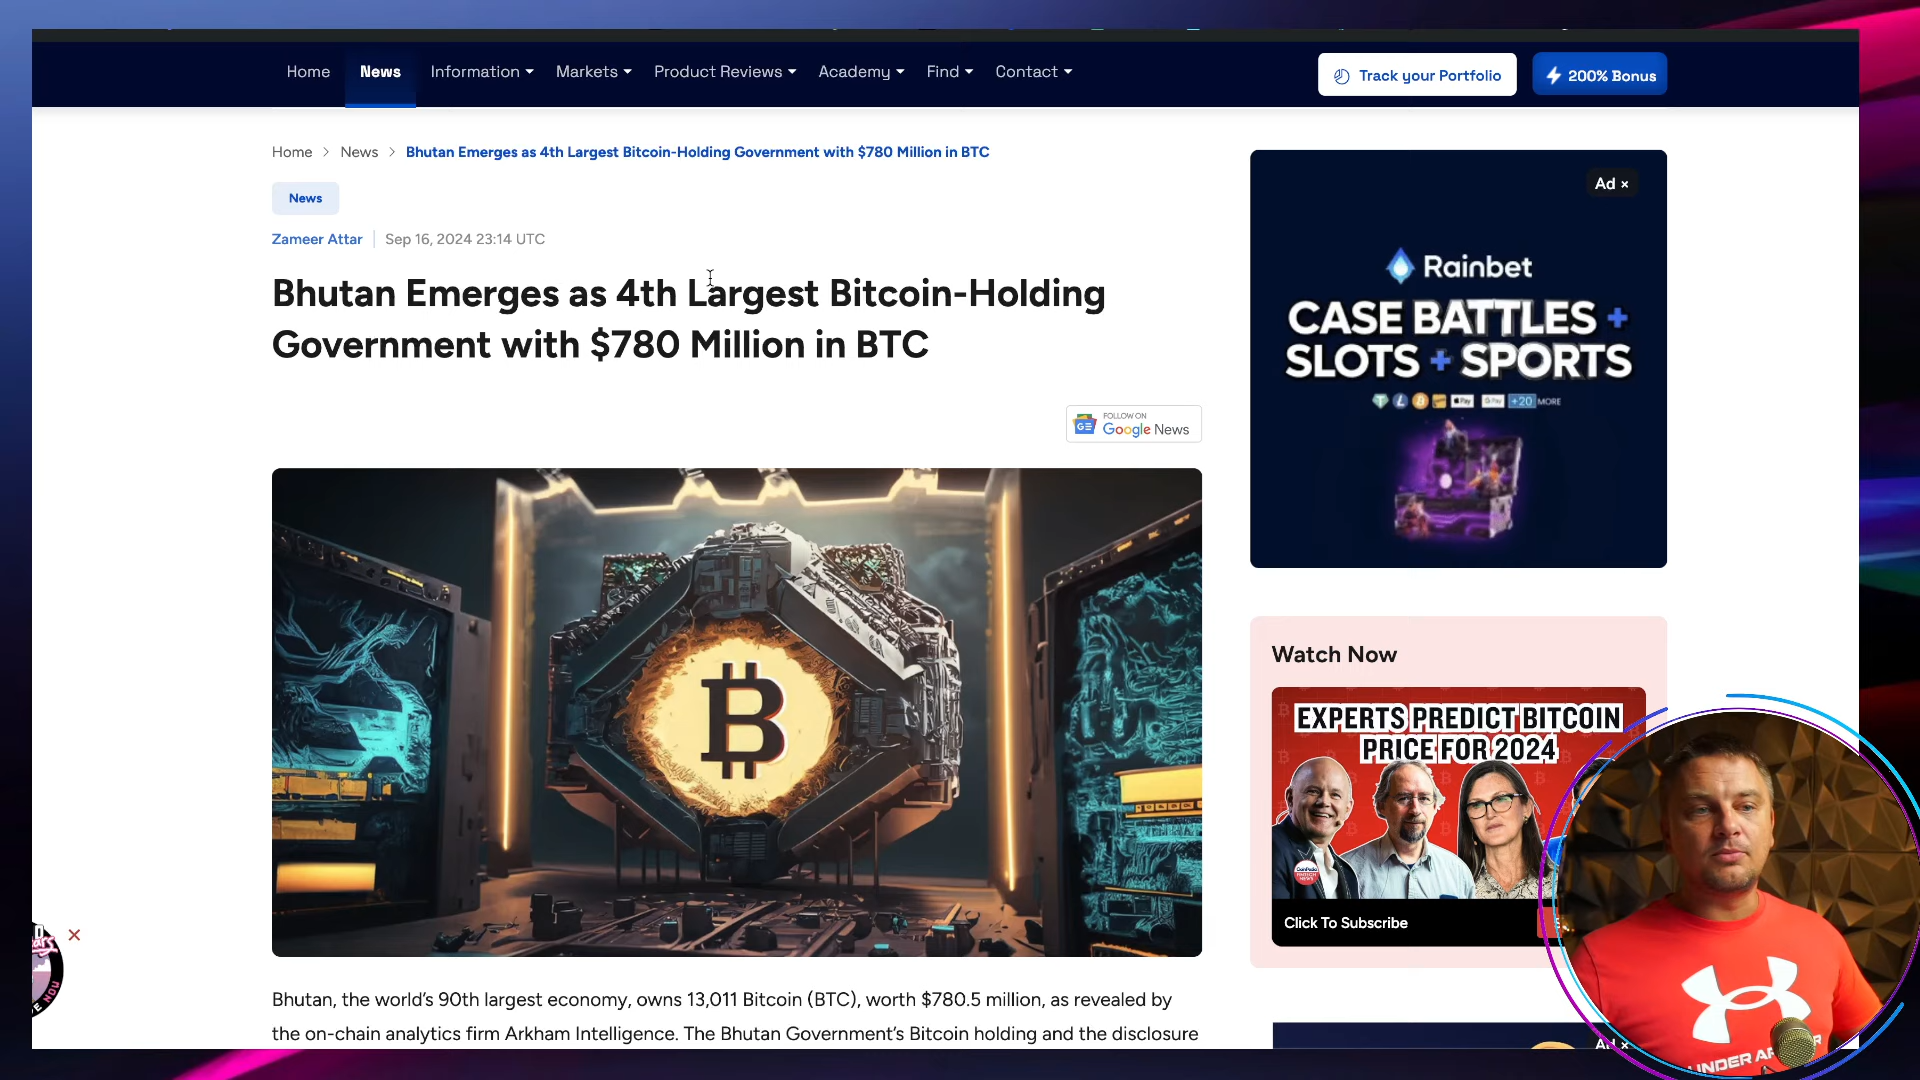 Home News Information Markets Product Reviews Academy Find Contact Track your Portfolio 200% Bonus
Home > News > Bhutan Emerges as 4th Largest Bitcoin-Holding Government with $780 Million in BTC
News
Zameer Attar | Sep 16, 2024 23:14 UTC
Bhutan Emerges as 4th Largest Bitcoin-Holding
Government with $780 Million in BTC
FOLLOW ON
Google News
Bhutan, the world's 90th largest economy, owns 13,011 Bitcoin (BTC), worth $780.5 million, as revealed by
the on-chain analytics firm Arkham Intelligence. The Bhutan Government's Bitcoin holding and the disclosure
Ad ×
Rainbet
CASE BATTLES +
SLOTS + SPORTS
Pay G Pay +20 MORE
Watch Now
EXPERTS PREDICT BITCOIN
PRICE FOR 2024
Click To Subscribe
Ad ×
UNDER
NOW